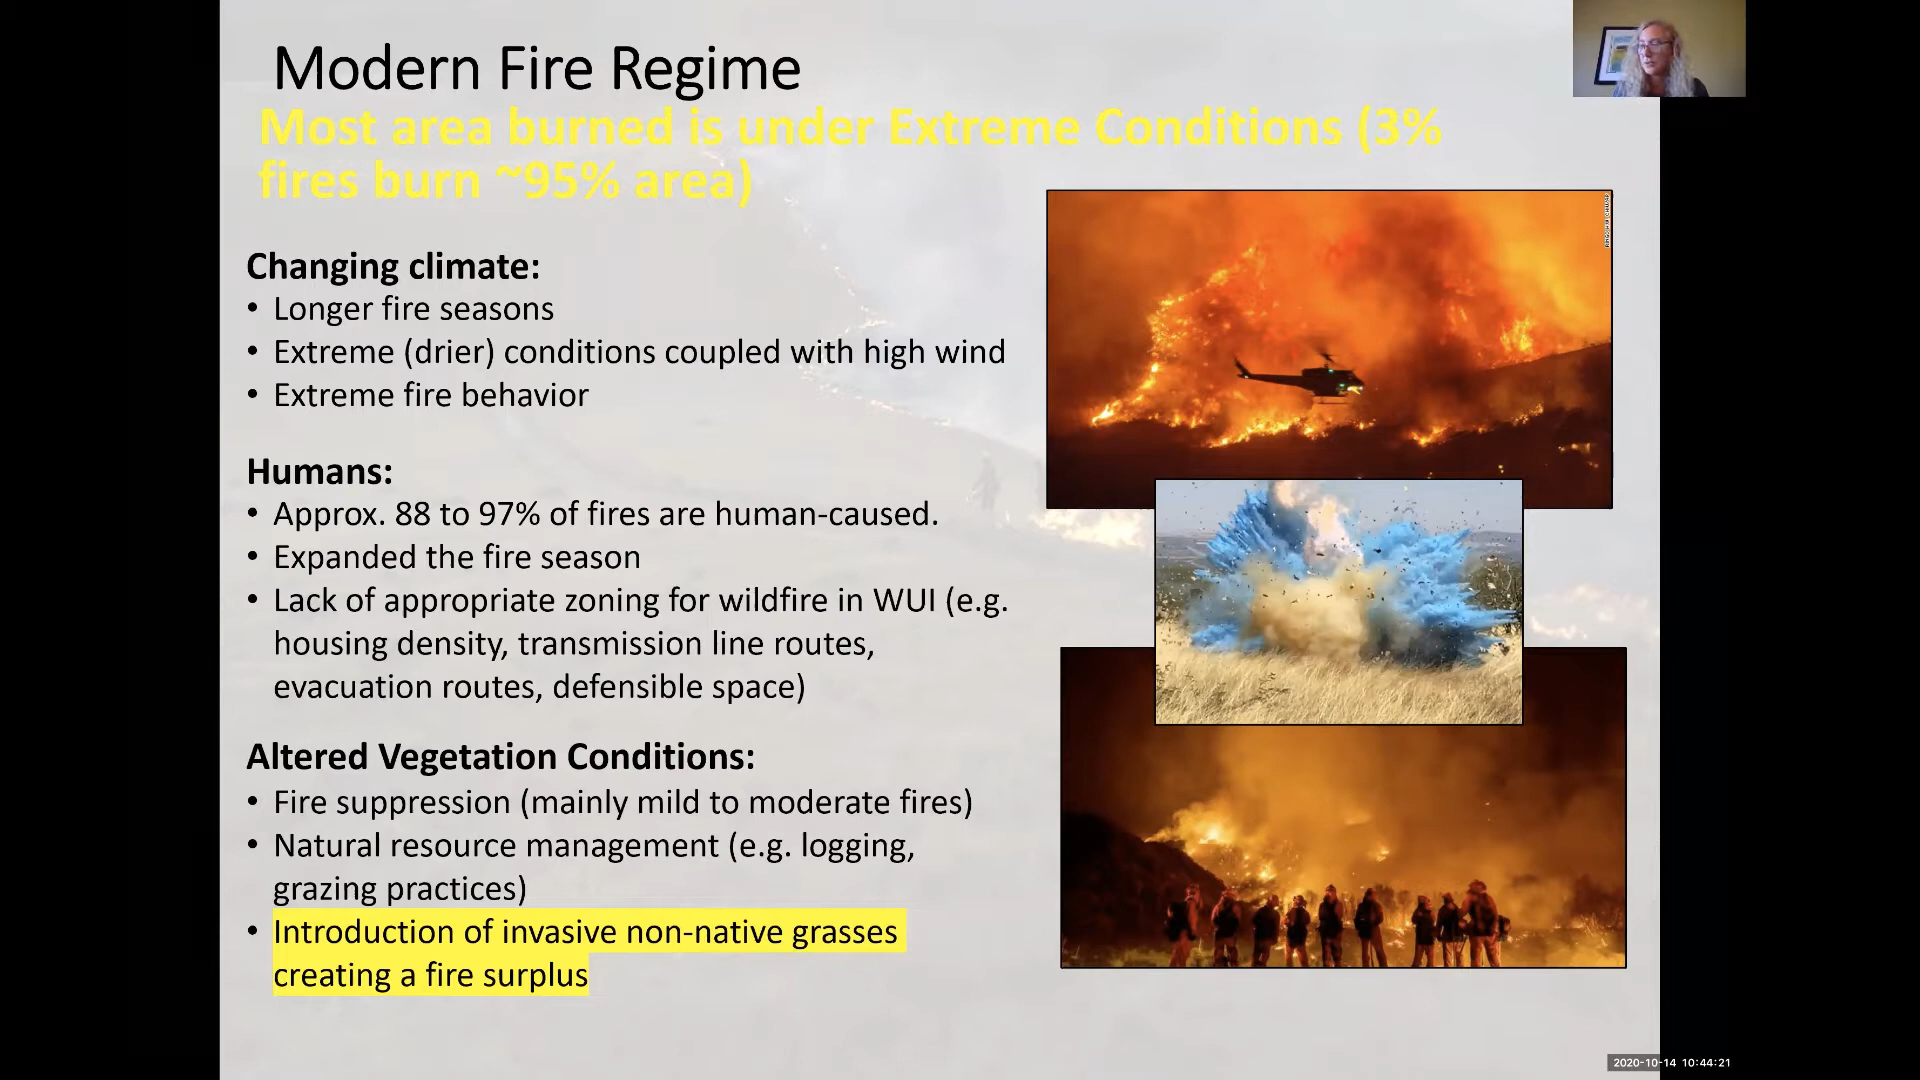 Modern Fire Regime
Most area burned is under Extreme Conditions (3%
fires burn ~95% area)
Changing climate:
• Longer fire seasons
• Extreme (drier) conditions coupled with high wind
• Extreme fire behavior
Humans:
• Approx. 88 to 97% of fires are human-caused.
• Expanded the fire season
• Lack of appropriate zoning for wildfire in WUI (e.g.
housing density, transmission line routes,
evacuation routes, defensible space)
Altered Vegetation Conditions:
• Fire suppression (mainly mild to moderate fires)
• Natural resource management (e.g. logging,
grazing practices)
• Introduction of invasive non-native grasses
creating a fire surplus
2020-10-14 10:44:21